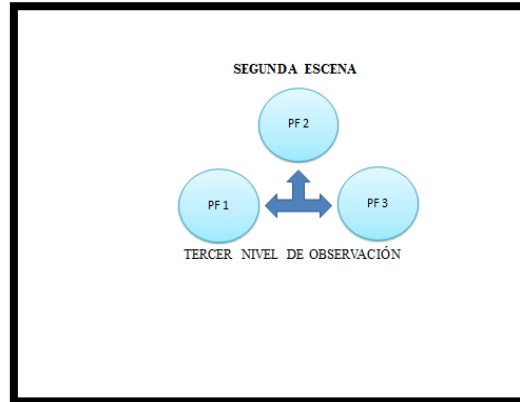 SEGUNDA ESCENA
PF 2
PF 1
PF 3
TERCER NIVEL DE OBSERVACIÓN